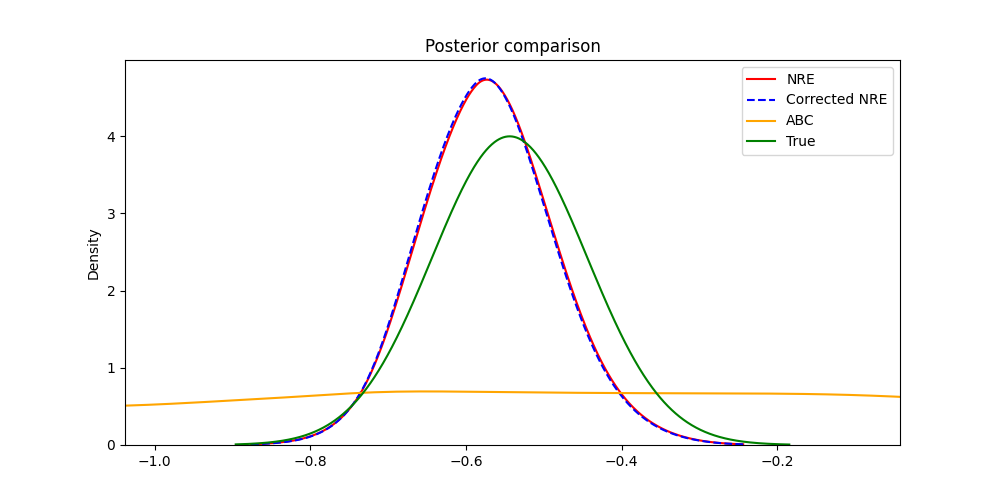 Posterior comparison
NRE
Corrected NRE
ABC
True
Density
4
3
2
1
0
−1.0
−0.8
−0.6
−0.4
−0.2